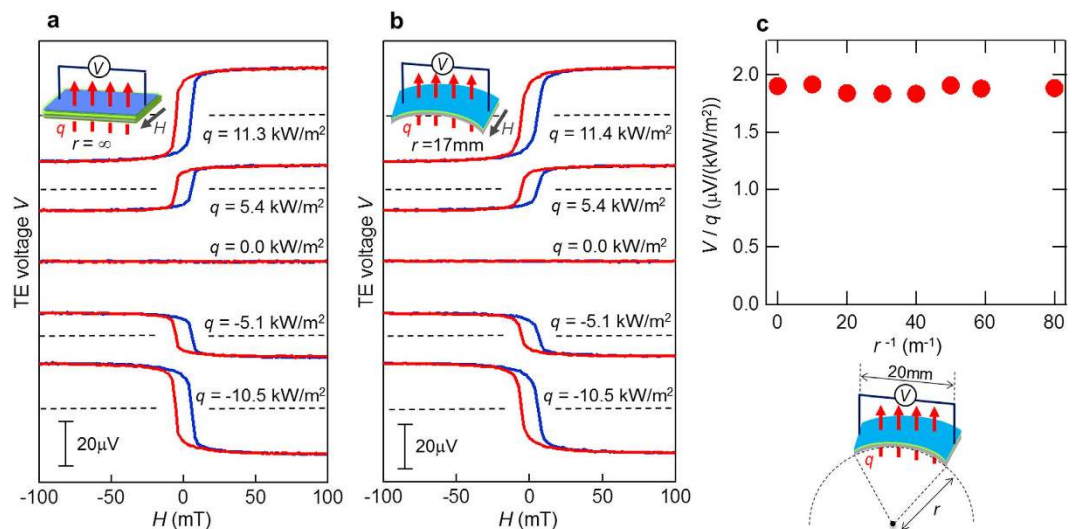 a
V
q
H
r = ∞
q = 11.3 kW/m²
q = 5.4 kW/m²
q = 0.0 kW/m²
q = -5.1 kW/m²
q = -10.5 kW/m²
20μV
TE voltage V
-100 -50 0 50 100
H (mT)
b
V
q
H
r =17mm
q = 11.4 kW/m²
q = 5.4 kW/m²
q = 0.0 kW/m²
q = -5.1 kW/m²
q = -10.5 kW/m²
20μV
TE voltage V
-100 -50 0 50 100
H (mT)
c
2.0
1.5
1.0
0.5
0.0
V / q (μV/(kW/m²))
0 20 40 60 80
r ⁻¹ (m⁻¹)
20mm
V
q
r